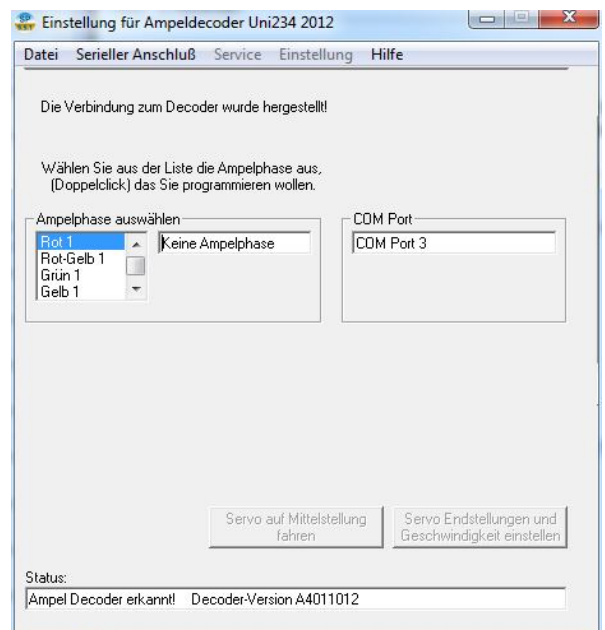 Einstellung für Ampeldecoder Uni234 2012
Datei Serieller Anschluß Service Einstellung Hilfe
Die Verbindung zum Decoder wurde hergestellt!
Wählen Sie aus der Liste die Ampelphase aus,
(Doppelclick) das Sie programmieren wollen.
Ampelphase auswählen
Rot 1
Rot-Gelb 1
Grün 1
Gelb 1
Keine Ampelphase
COM Port
COM Port 3
Servo auf Mittelstellung
fahren
Servo Endstellungen und
Geschwindigkeit einstellen
Status:
Ampel Decoder erkannt! Decoder-Version A4011012